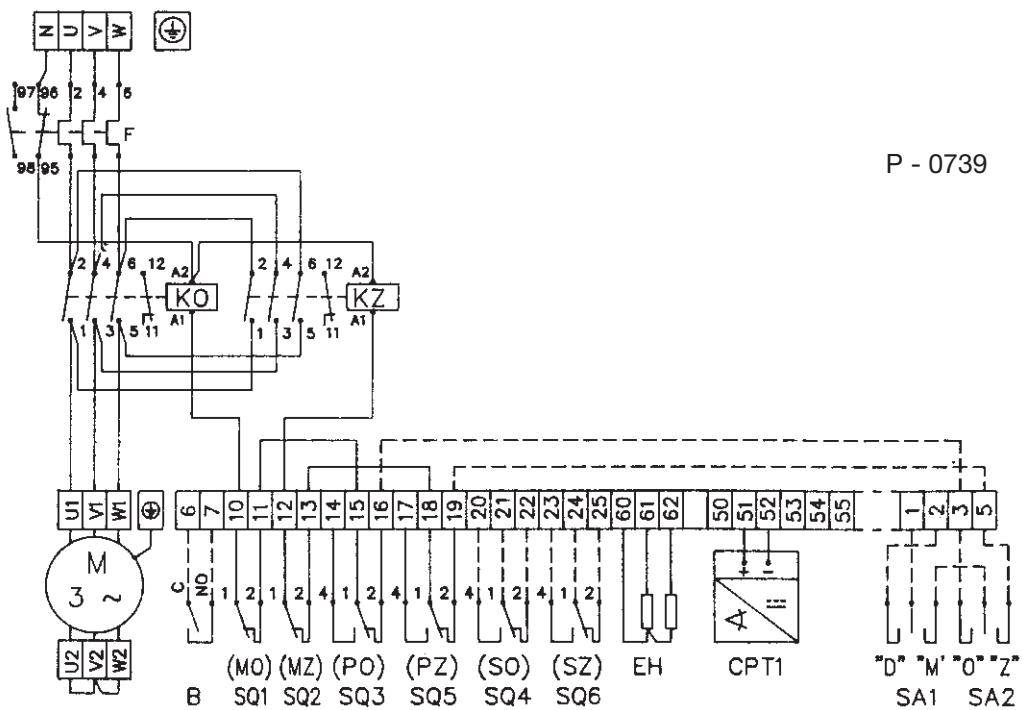 N U V W
97 96 2 4 6
F
98 95
P - 0739
2 4 6 12 A2 2 4 6 12 A2
KO KZ
1 3 5 11 A1 1 3 5 11 A1
U1 V1 W1 6 7 10 11 12 13 14 15 16 17 18 19 20 21 22 23 24 25 60 61 62 50 51 52 53 54 55 1 2 3 5
M
3 ~
+ -
C NO 1 2 1 2 4 1 2 4 1 2 4 1 2 4 1 2
U2 V2 W2
(MO) (MZ) (PO) (PZ) (SO) (SZ) EH CPT1 "D" "M" "O" "Z"
B SQ1 SQ2 SQ3 SQ5 SQ4 SQ6 SA1 SA2